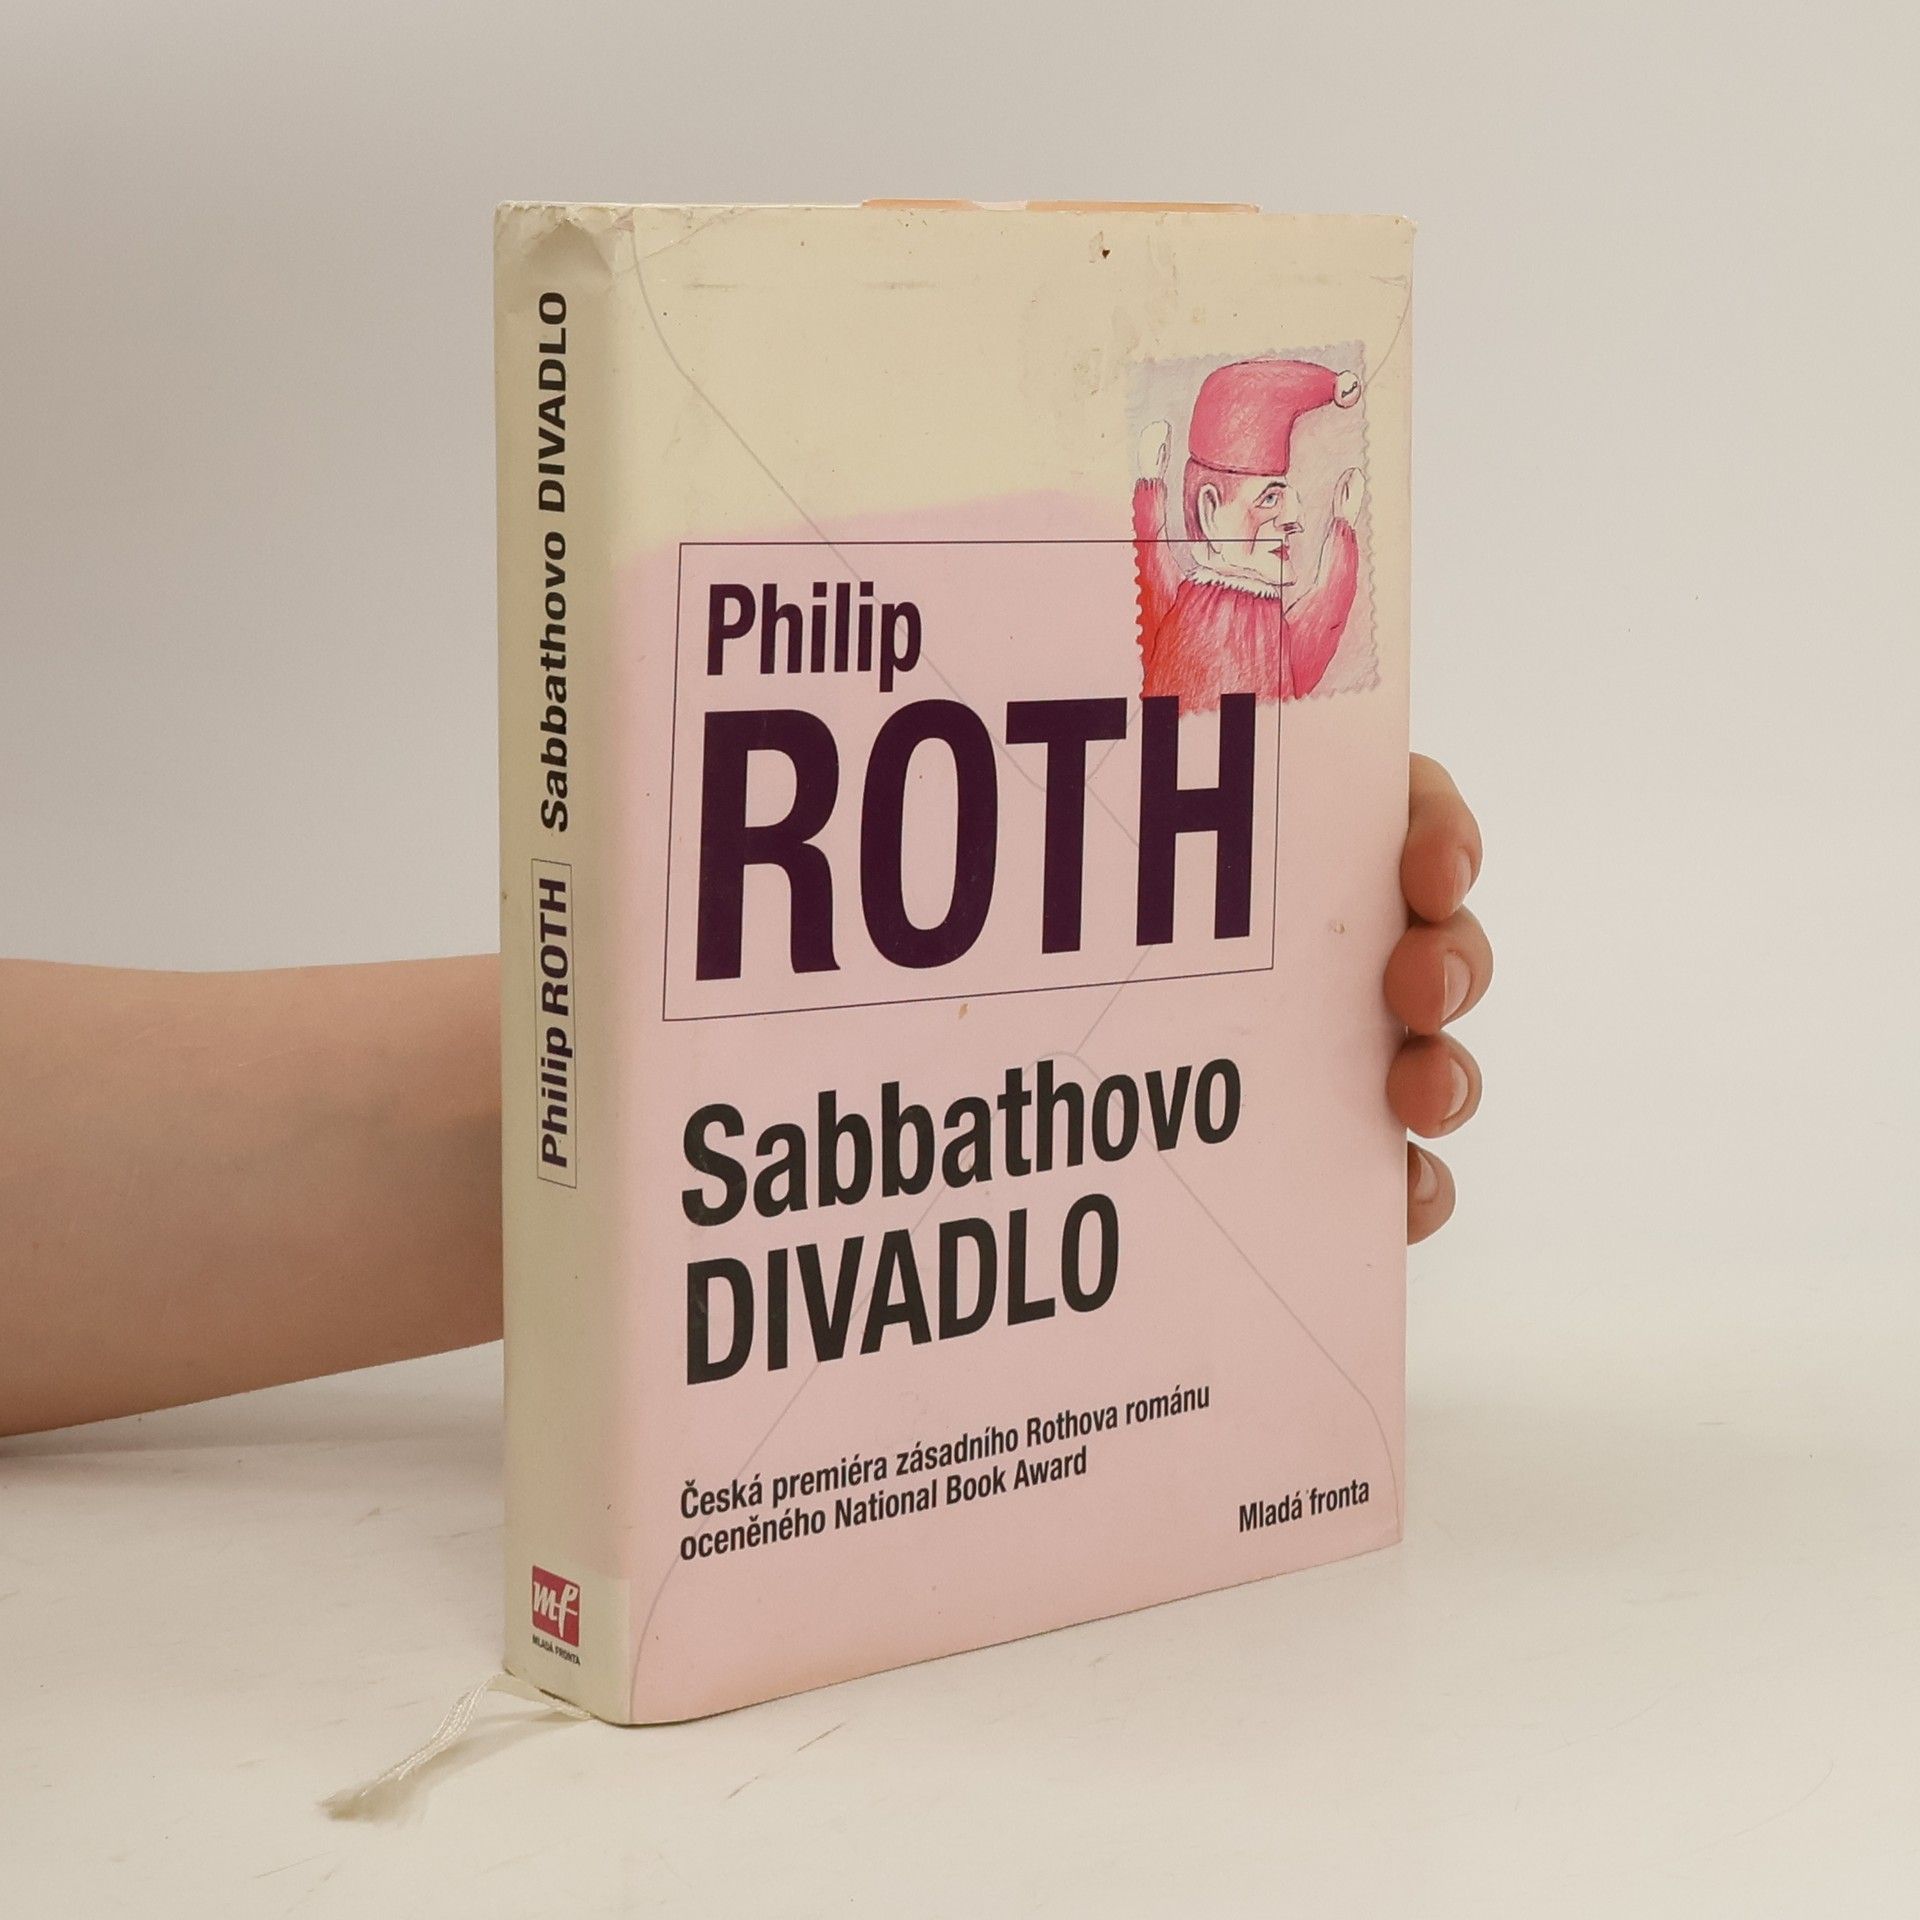 Philip ROTH Sabbathovo DIVADLO
mf
MLADÁ FRONTA
Philip
ROTH
Sabbathovo
DIVADLO
Česká premiéra zásadního Rothova románu
oceněného National Book Award
Mladá fronta